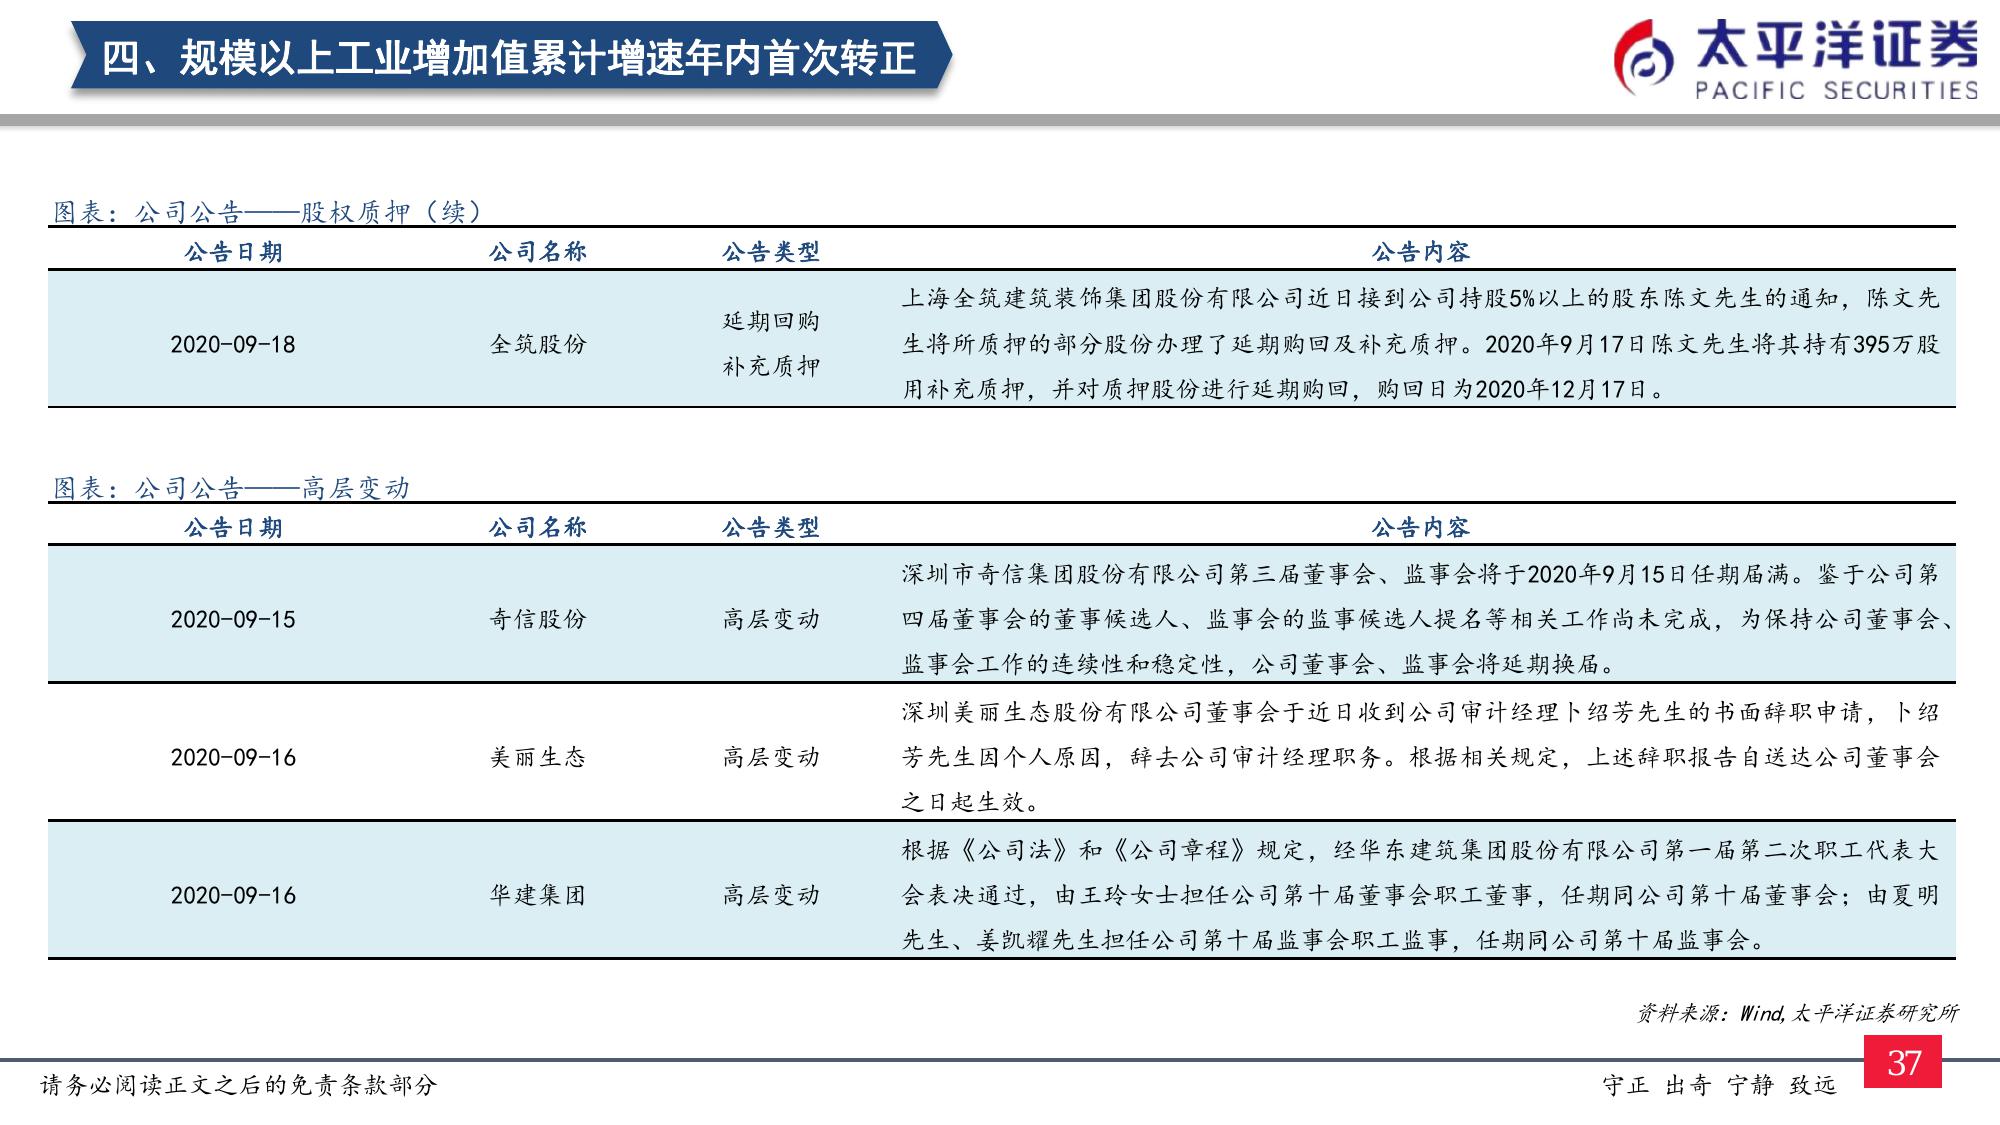 四、规模以上工业增加值累计增速年内首次转正
太平洋证券
PACIFIC SECURITIES
图表：公司公告——股权质押（续）
公告日期 公司名称 公告类型 公告内容
2020-09-18 全筑股份 延期回购
补充质押
上海全筑建筑装饰集团股份有限公司近日接到公司持股5%以上的股东陈文先生的通知，陈文先
生将所质押的部分股份办理了延期购回及补充质押。2020年9月17日陈文先生将其持有395万股
用补充质押，并对质押股份进行延期购回，购回日为2020年12月17日。
图表：公司公告——高层变动
公告日期 公司名称 公告类型 公告内容
2020-09-15 奇信股份 高层变动
深圳市奇信集团股份有限公司第三届董事会、监事会将于2020年9月15日任期届满。鉴于公司第
四届董事会的董事候选人、监事会的监事候选人提名等相关工作尚未完成，为保持公司董事会、
监事会工作的连续性和稳定性，公司董事会、监事会将延期换届。
2020-09-16 美丽生态 高层变动
深圳美丽生态股份有限公司董事会于近日收到公司审计经理卜绍芳先生的书面辞职申请，卜绍
芳先生因个人原因，辞去公司审计经理职务。根据相关规定，上述辞职报告自送达公司董事会
之日起生效。
2020-09-16 华建集团 高层变动
根据《公司法》和《公司章程》规定，经华东建筑集团股份有限公司第一届第二次职工代表大
会表决通过，由王玲女士担任公司第十届董事会职工董事，任期同公司第十届董事会；由夏明
先生、姜凯耀先生担任公司第十届监事会职工监事，任期同公司第十届监事会。
资料来源：Wind,太平洋证券研究所
请务必阅读正文之后的免责条款部分
守正 出奇 宁静 致远
37